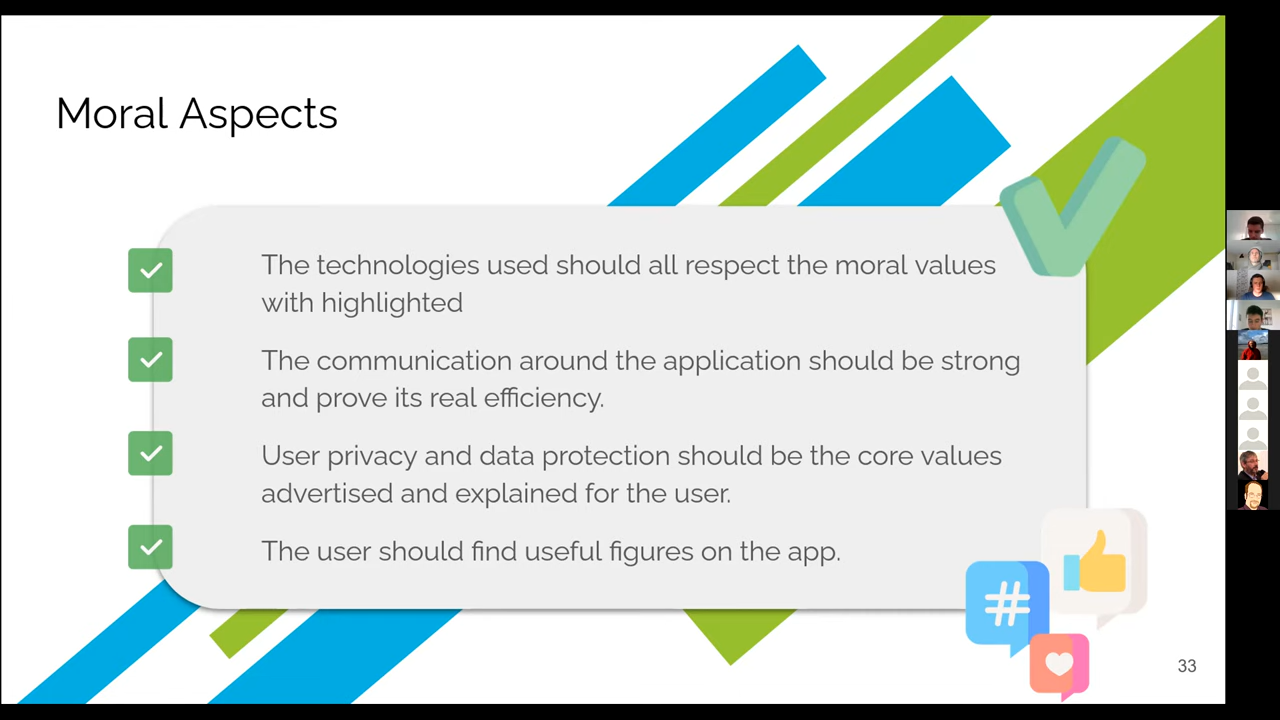 Moral Aspects
The technologies used should all respect the moral values
with highlighted
The communication around the application should be strong
and prove its real efficiency.
User privacy and data protection should be the core values
advertised and explained for the user.
The user should find useful figures on the app.
#
33